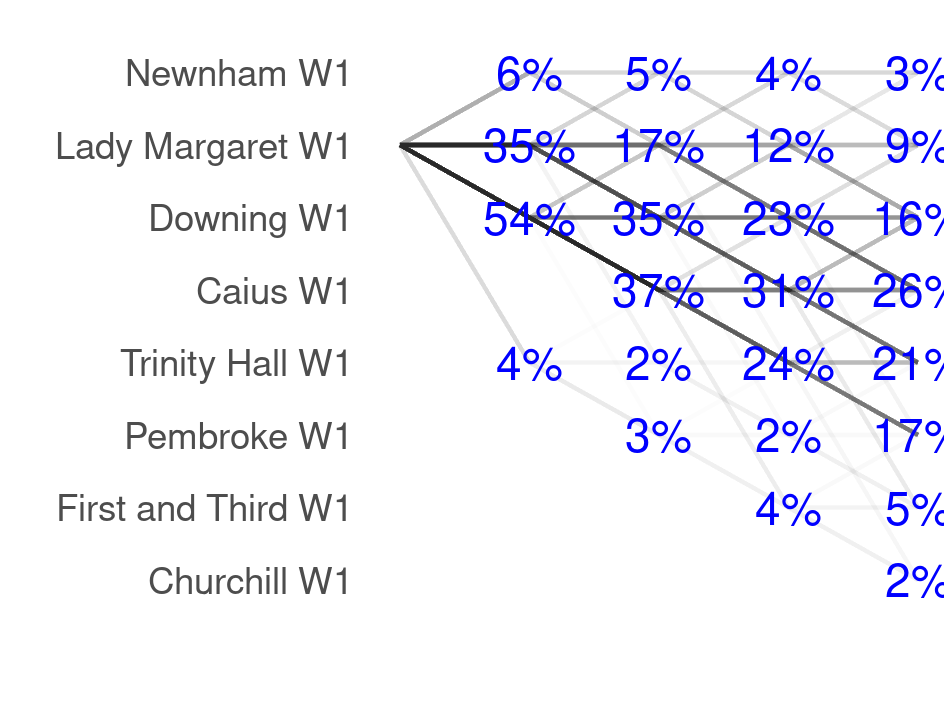 Newnham W1 6% 5% 4% 3%
Lady Margaret W1 35% 17% 12% 9%
Downing W1 54% 35% 23% 16%
Caius W1 37% 31% 26%
Trinity Hall W1 4% 2% 24% 21%
Pembroke W1 3% 2% 17%
First and Third W1 4% 5%
Churchill W1 2%